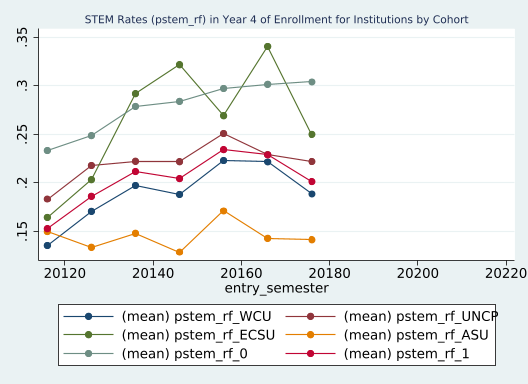 STEM Rates (pstem_rf) in Year 4 of Enrollment for Institutions by Cohort
.35
.3
.25
.2
.15
20120 20140 20160 20180 20200 20220
entry_semester
(mean) pstem_rf_WCU (mean) pstem_rf_UNCP
(mean) pstem_rf_ECSU (mean) pstem_rf_ASU
(mean) pstem_rf_0 (mean) pstem_rf_1